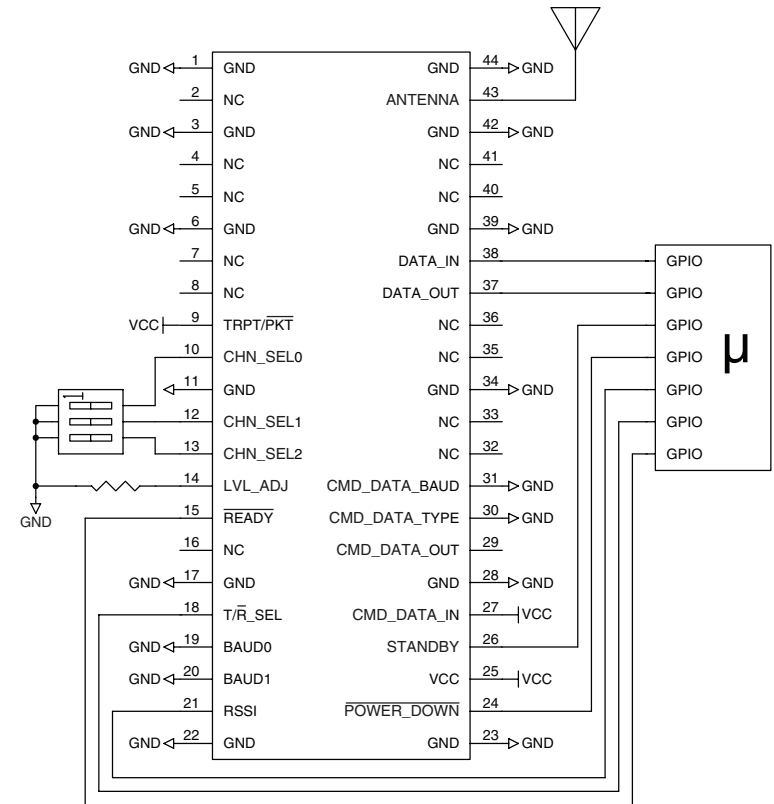 GND 1 GND GND 44 GND
2 NC ANTENNA 43
GND 3 GND GND 42 GND
4 NC NC 41
5 NC NC 40
GND 6 GND GND 39 GND
7 NC DATA_IN 38 GPIO
8 NC DATA_OUT 37 GPIO
VCC 9 TRPT/PKT NC 36 GPIO
µ
10 CHN_SEL0 NC 35 GPIO
11 GND GND 34 GND GPIO
1
12 CHN_SEL1 NC 33 GPIO
13 CHN_SEL2 NC 32 GPIO
14 LVL_ADJ CMD_DATA_BAUD 31 GND
GND
15 READY CMD_DATA_TYPE 30 GND
16 NC CMD_DATA_OUT 29
GND 17 GND GND 28 GND
18 T/R_SEL CMD_DATA_IN 27 VCC
GND 19 BAUD0 STANDBY 26
GND 20 BAUD1 VCC 25 VCC
21 RSSI POWER_DOWN 24
GND 22 GND GND 23 GND